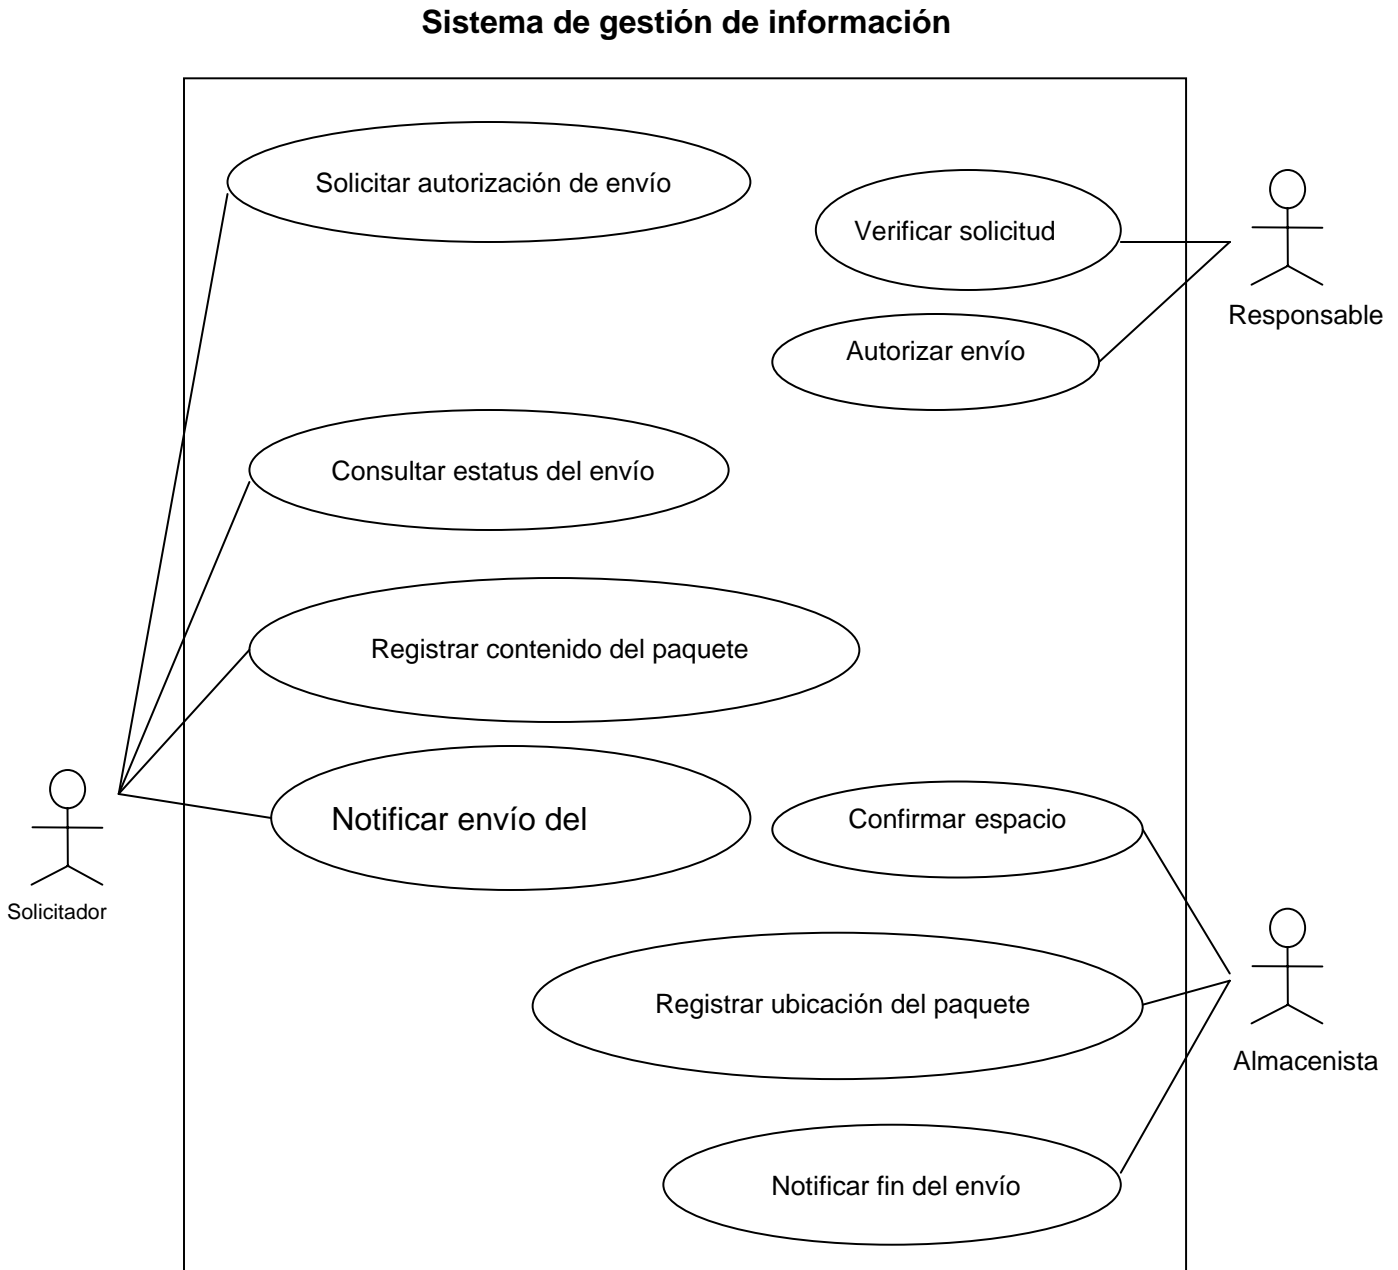 Sistema de gestión de información
Solicitar autorización de envío
Verificar solicitud
Responsable
Autorizar envío
Consultar estatus del envío
Registrar contenido del paquete
Notificar envío del
Confirmar espacio
Solicitador
Registrar ubicación del paquete
Almacenista
Notificar fin del envío